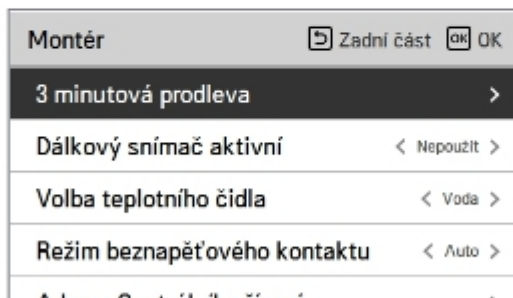 Montér Zadní část OK OK
3 minutová prodleva >
Dálkový snímač aktivní < Nepoužít >
Volba teplotního čidla < Voda >
Režim beznapěťového kontaktu < Auto >